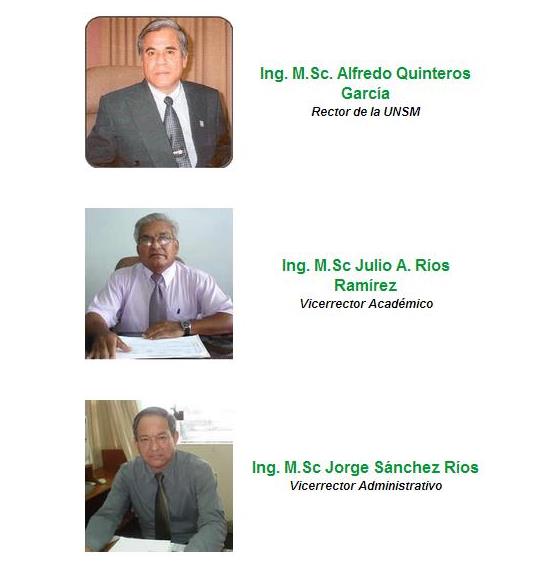 Ing. M.Sc. Alfredo Quinteros
García
Rector de la UNSM
Ing. M.Sc Julio A. Ríos
Ramírez
Vicerrector Académico
Ing. M.Sc Jorge Sánchez Ríos
Vicerrector Administrativo